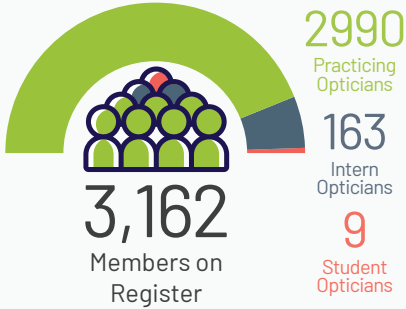 2990
Practicing
Opticians
163
Intern
Opticians
9
Student
Opticians
3,162
Members on
Register